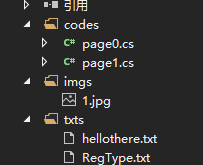 引用
codes
C# page0.cs
C# page1.cs
imgs
1.jpg
txts
hellothere.txt
RegType.txt